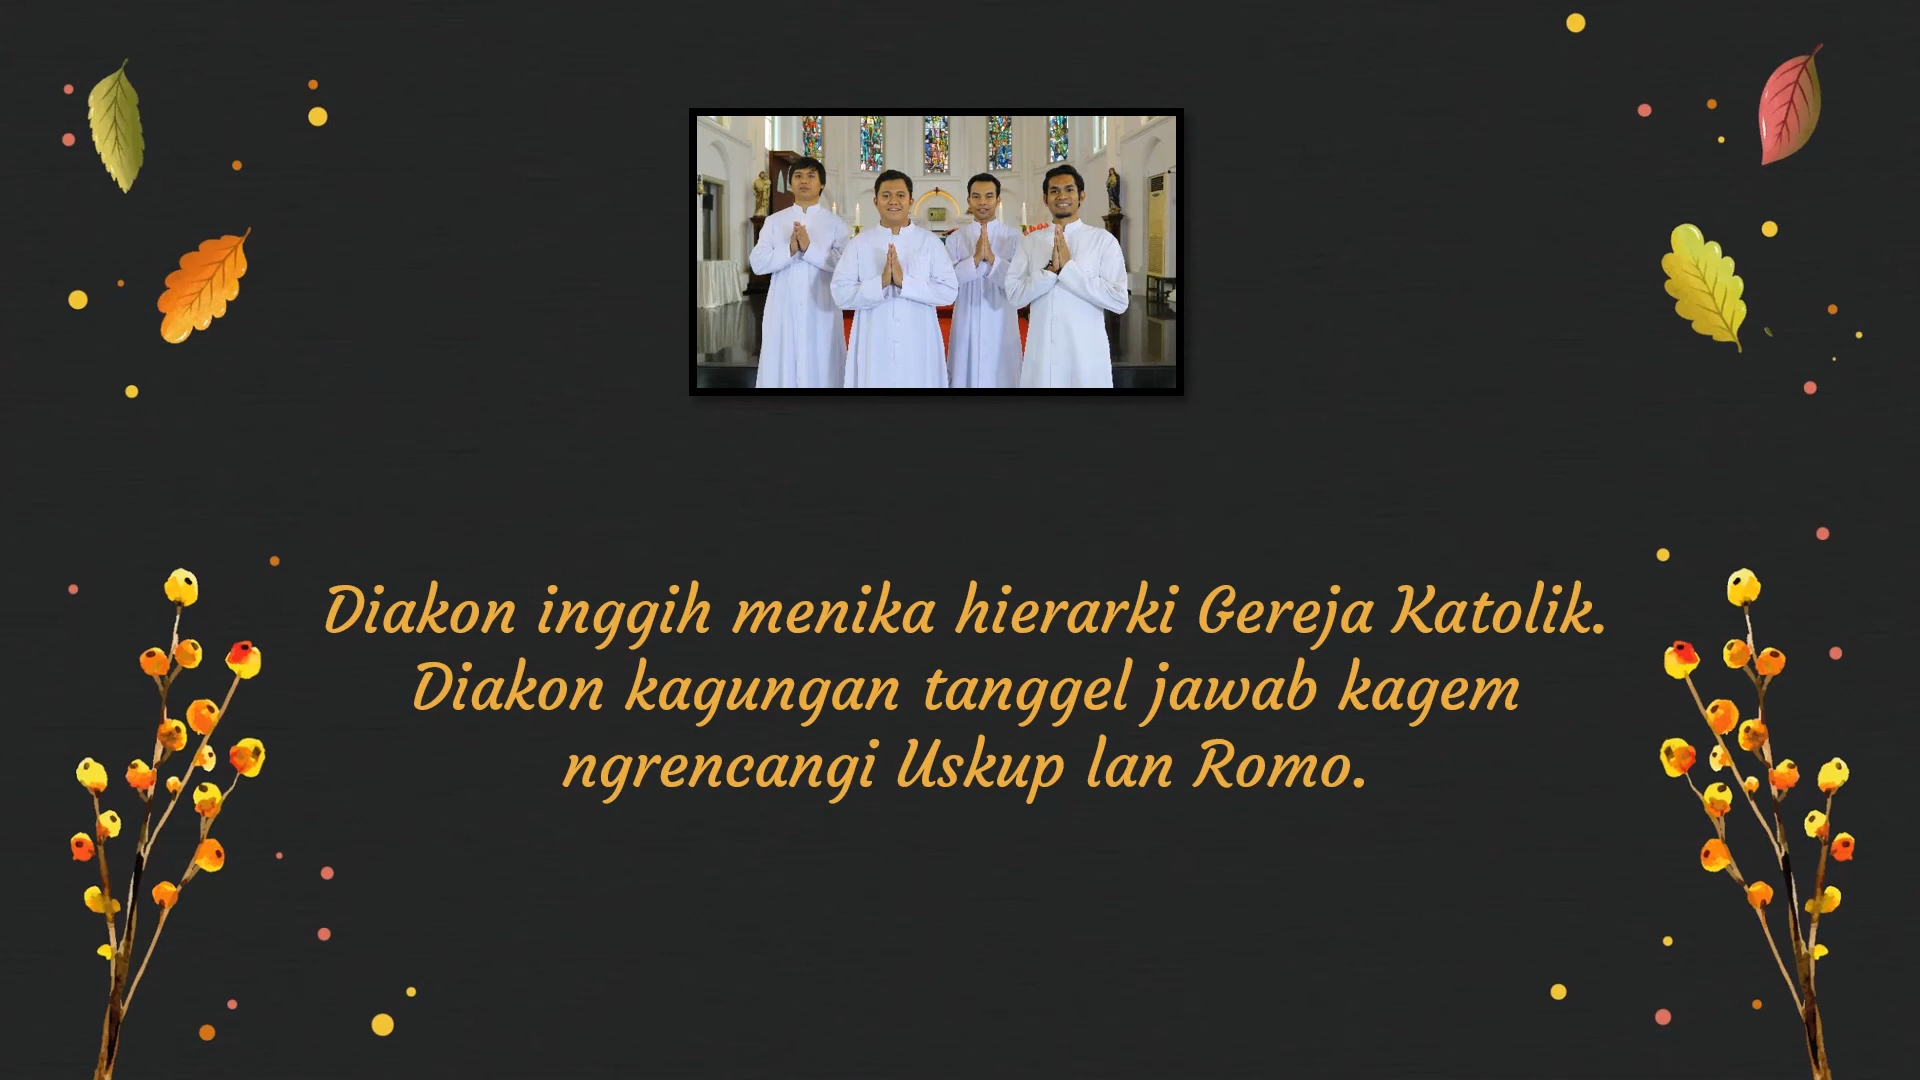 Diakon inggih menika hierarki Gereja Katolik.
Diakon kagungan tanggel jawab kagem
ngrencangi Uskup lan Romo.